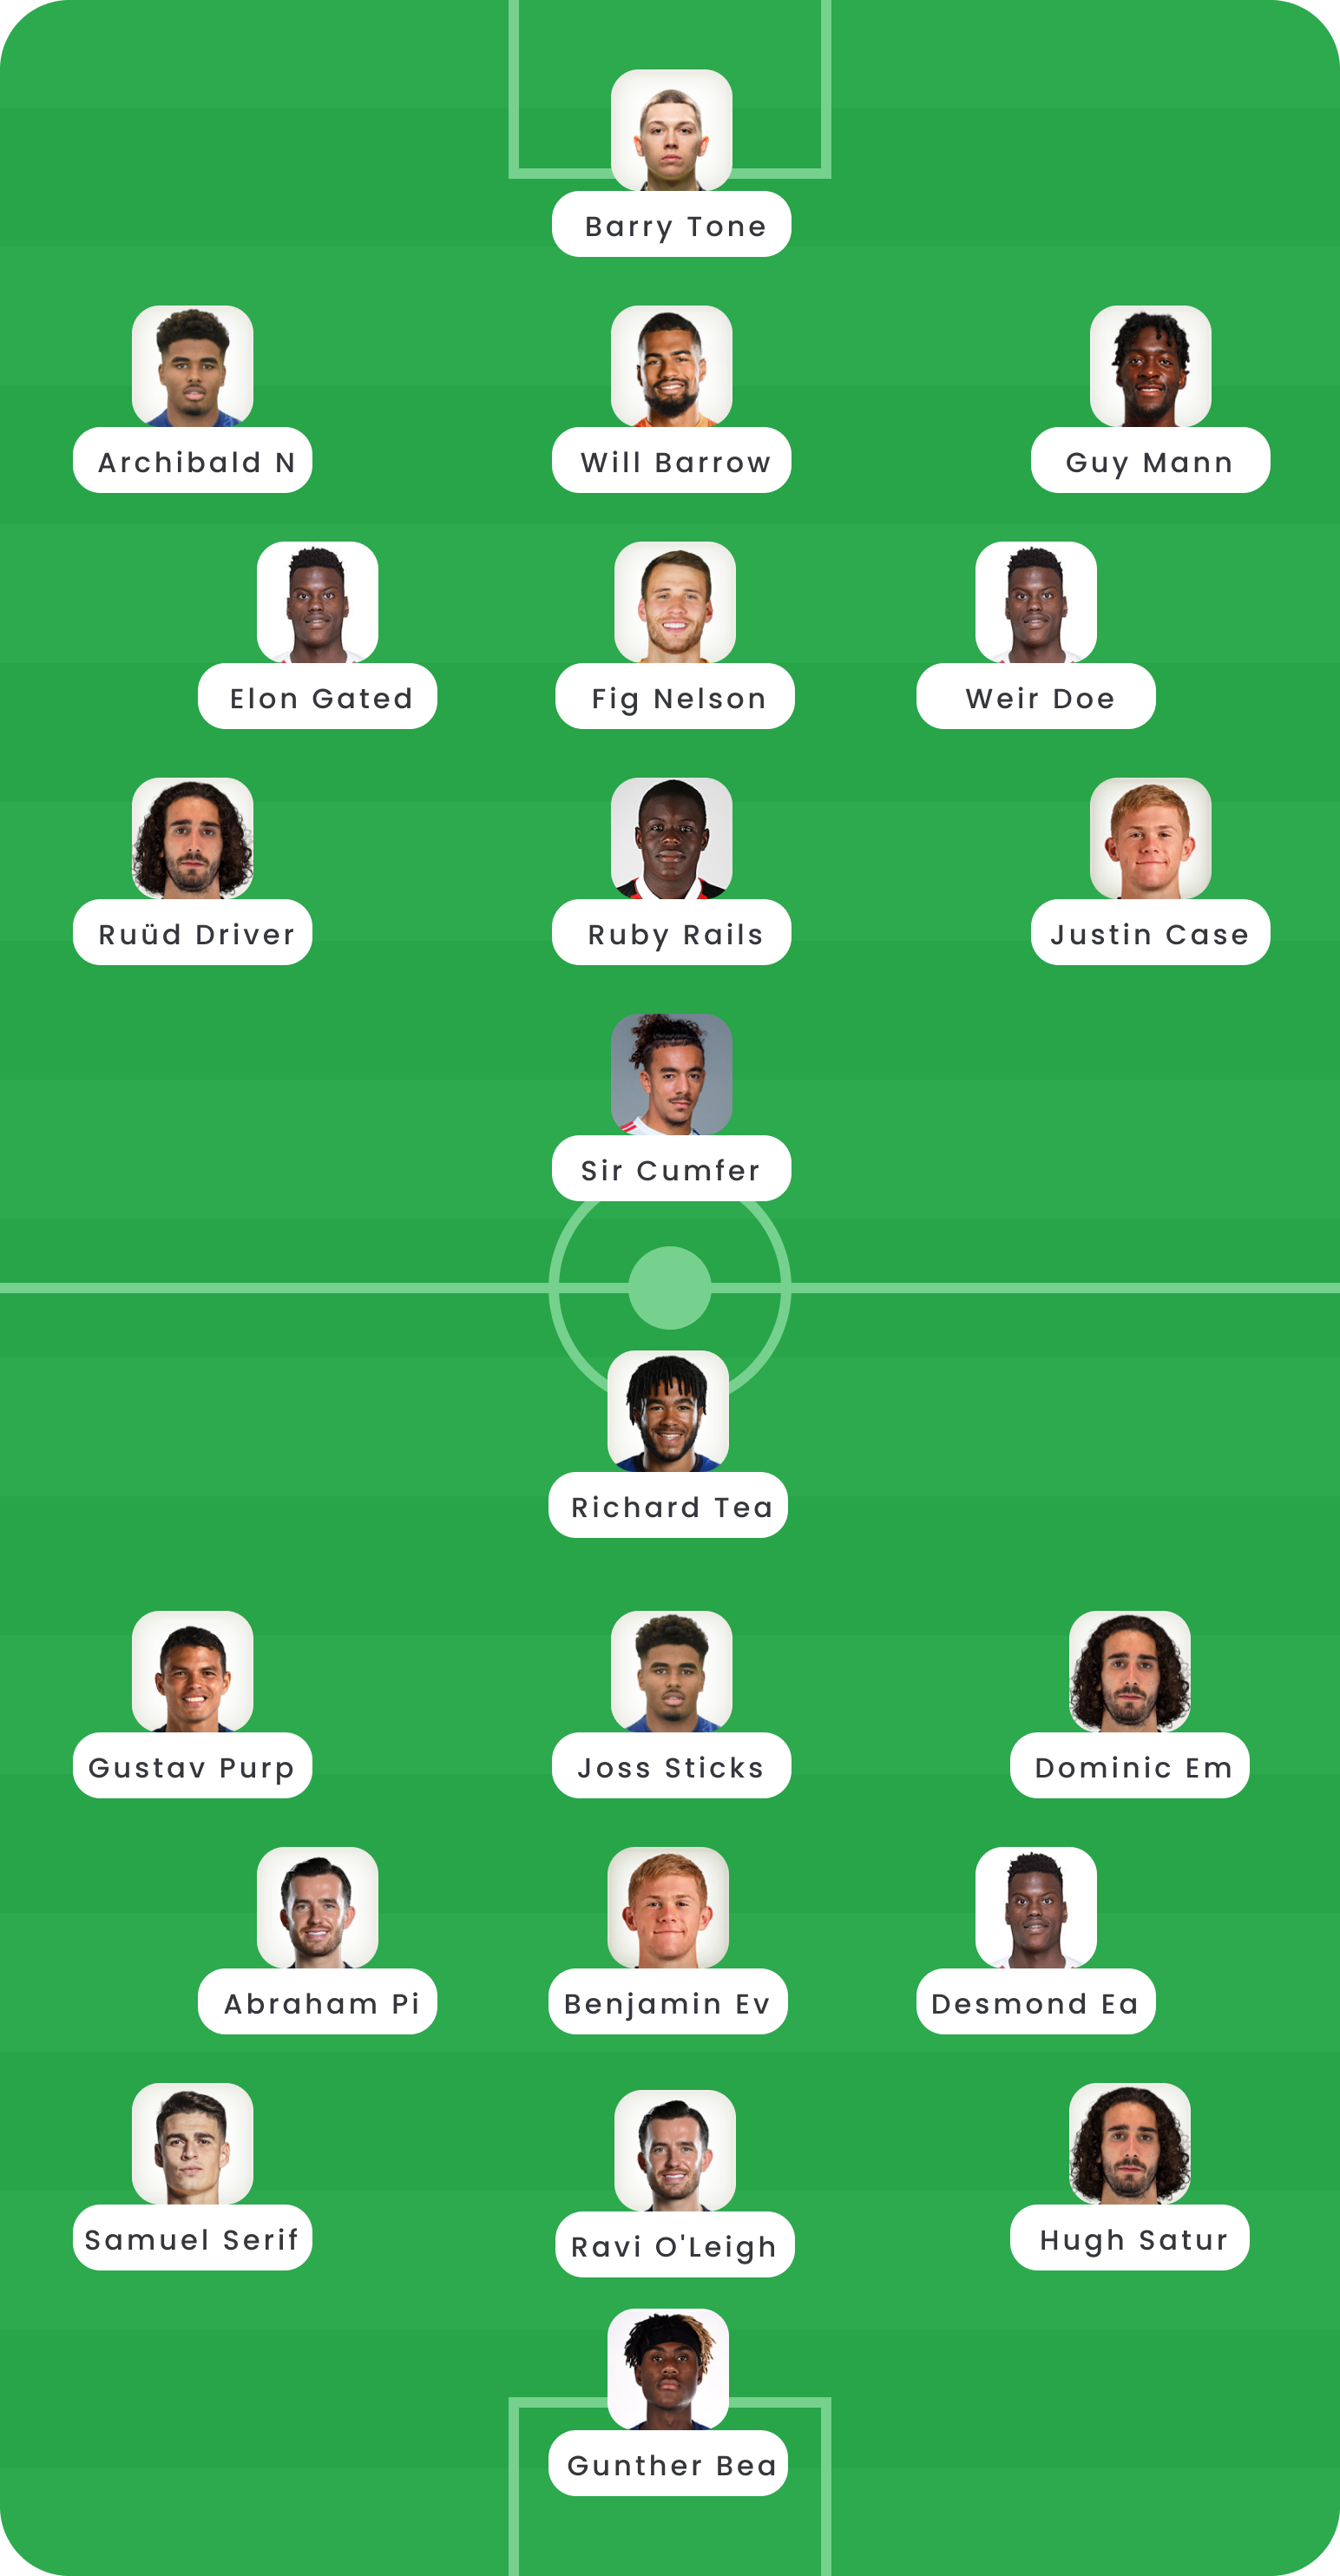 Barry Tone
Archibald N
Will Barrow
Guy Mann
Elon Gated
Fig Nelson
Weir Doe
Ruüd Driver
Ruby Rails
Justin Case
Sir Cumfer
Richard Tea
Gustav Purp
Joss Sticks
Dominic Em
Abraham Pi
Benjamin Ev
Desmond Ea
Samuel Serif
Ravi O'Leigh
Hugh Satur
Gunther Bea